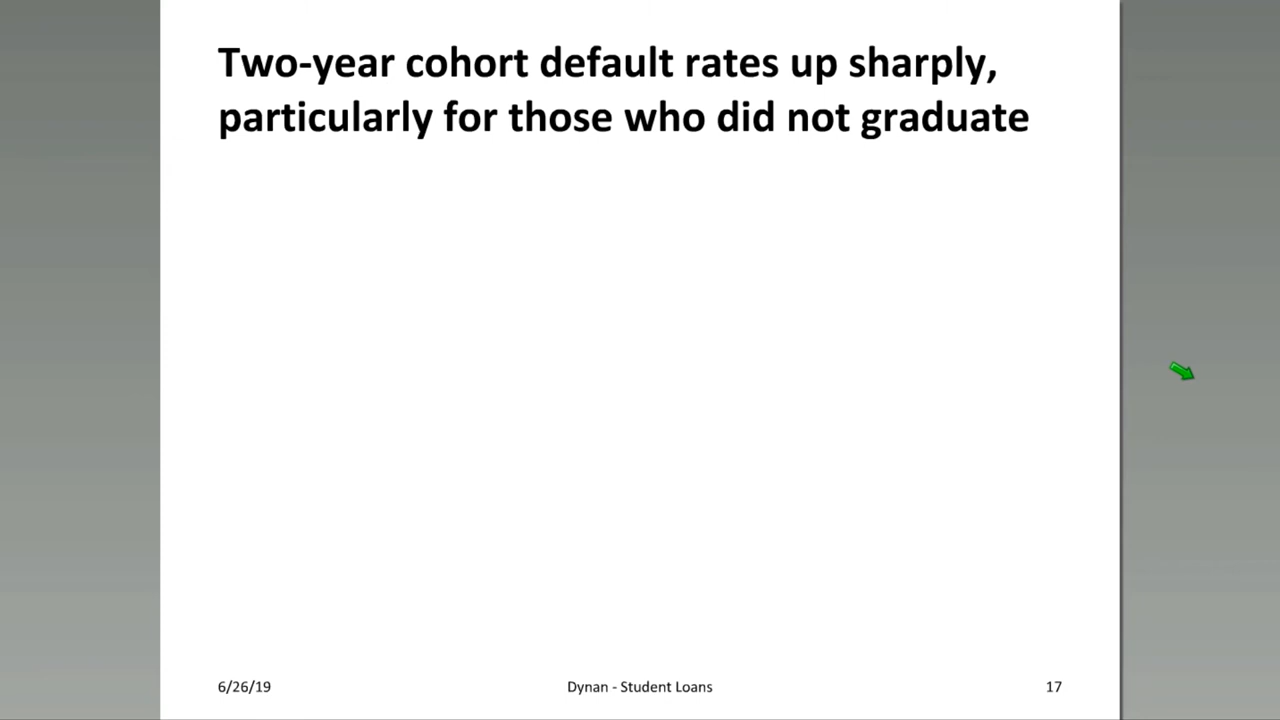 Two-year cohort default rates up sharply,
particularly for those who did not graduate
6/26/19
Dynan - Student Loans
17